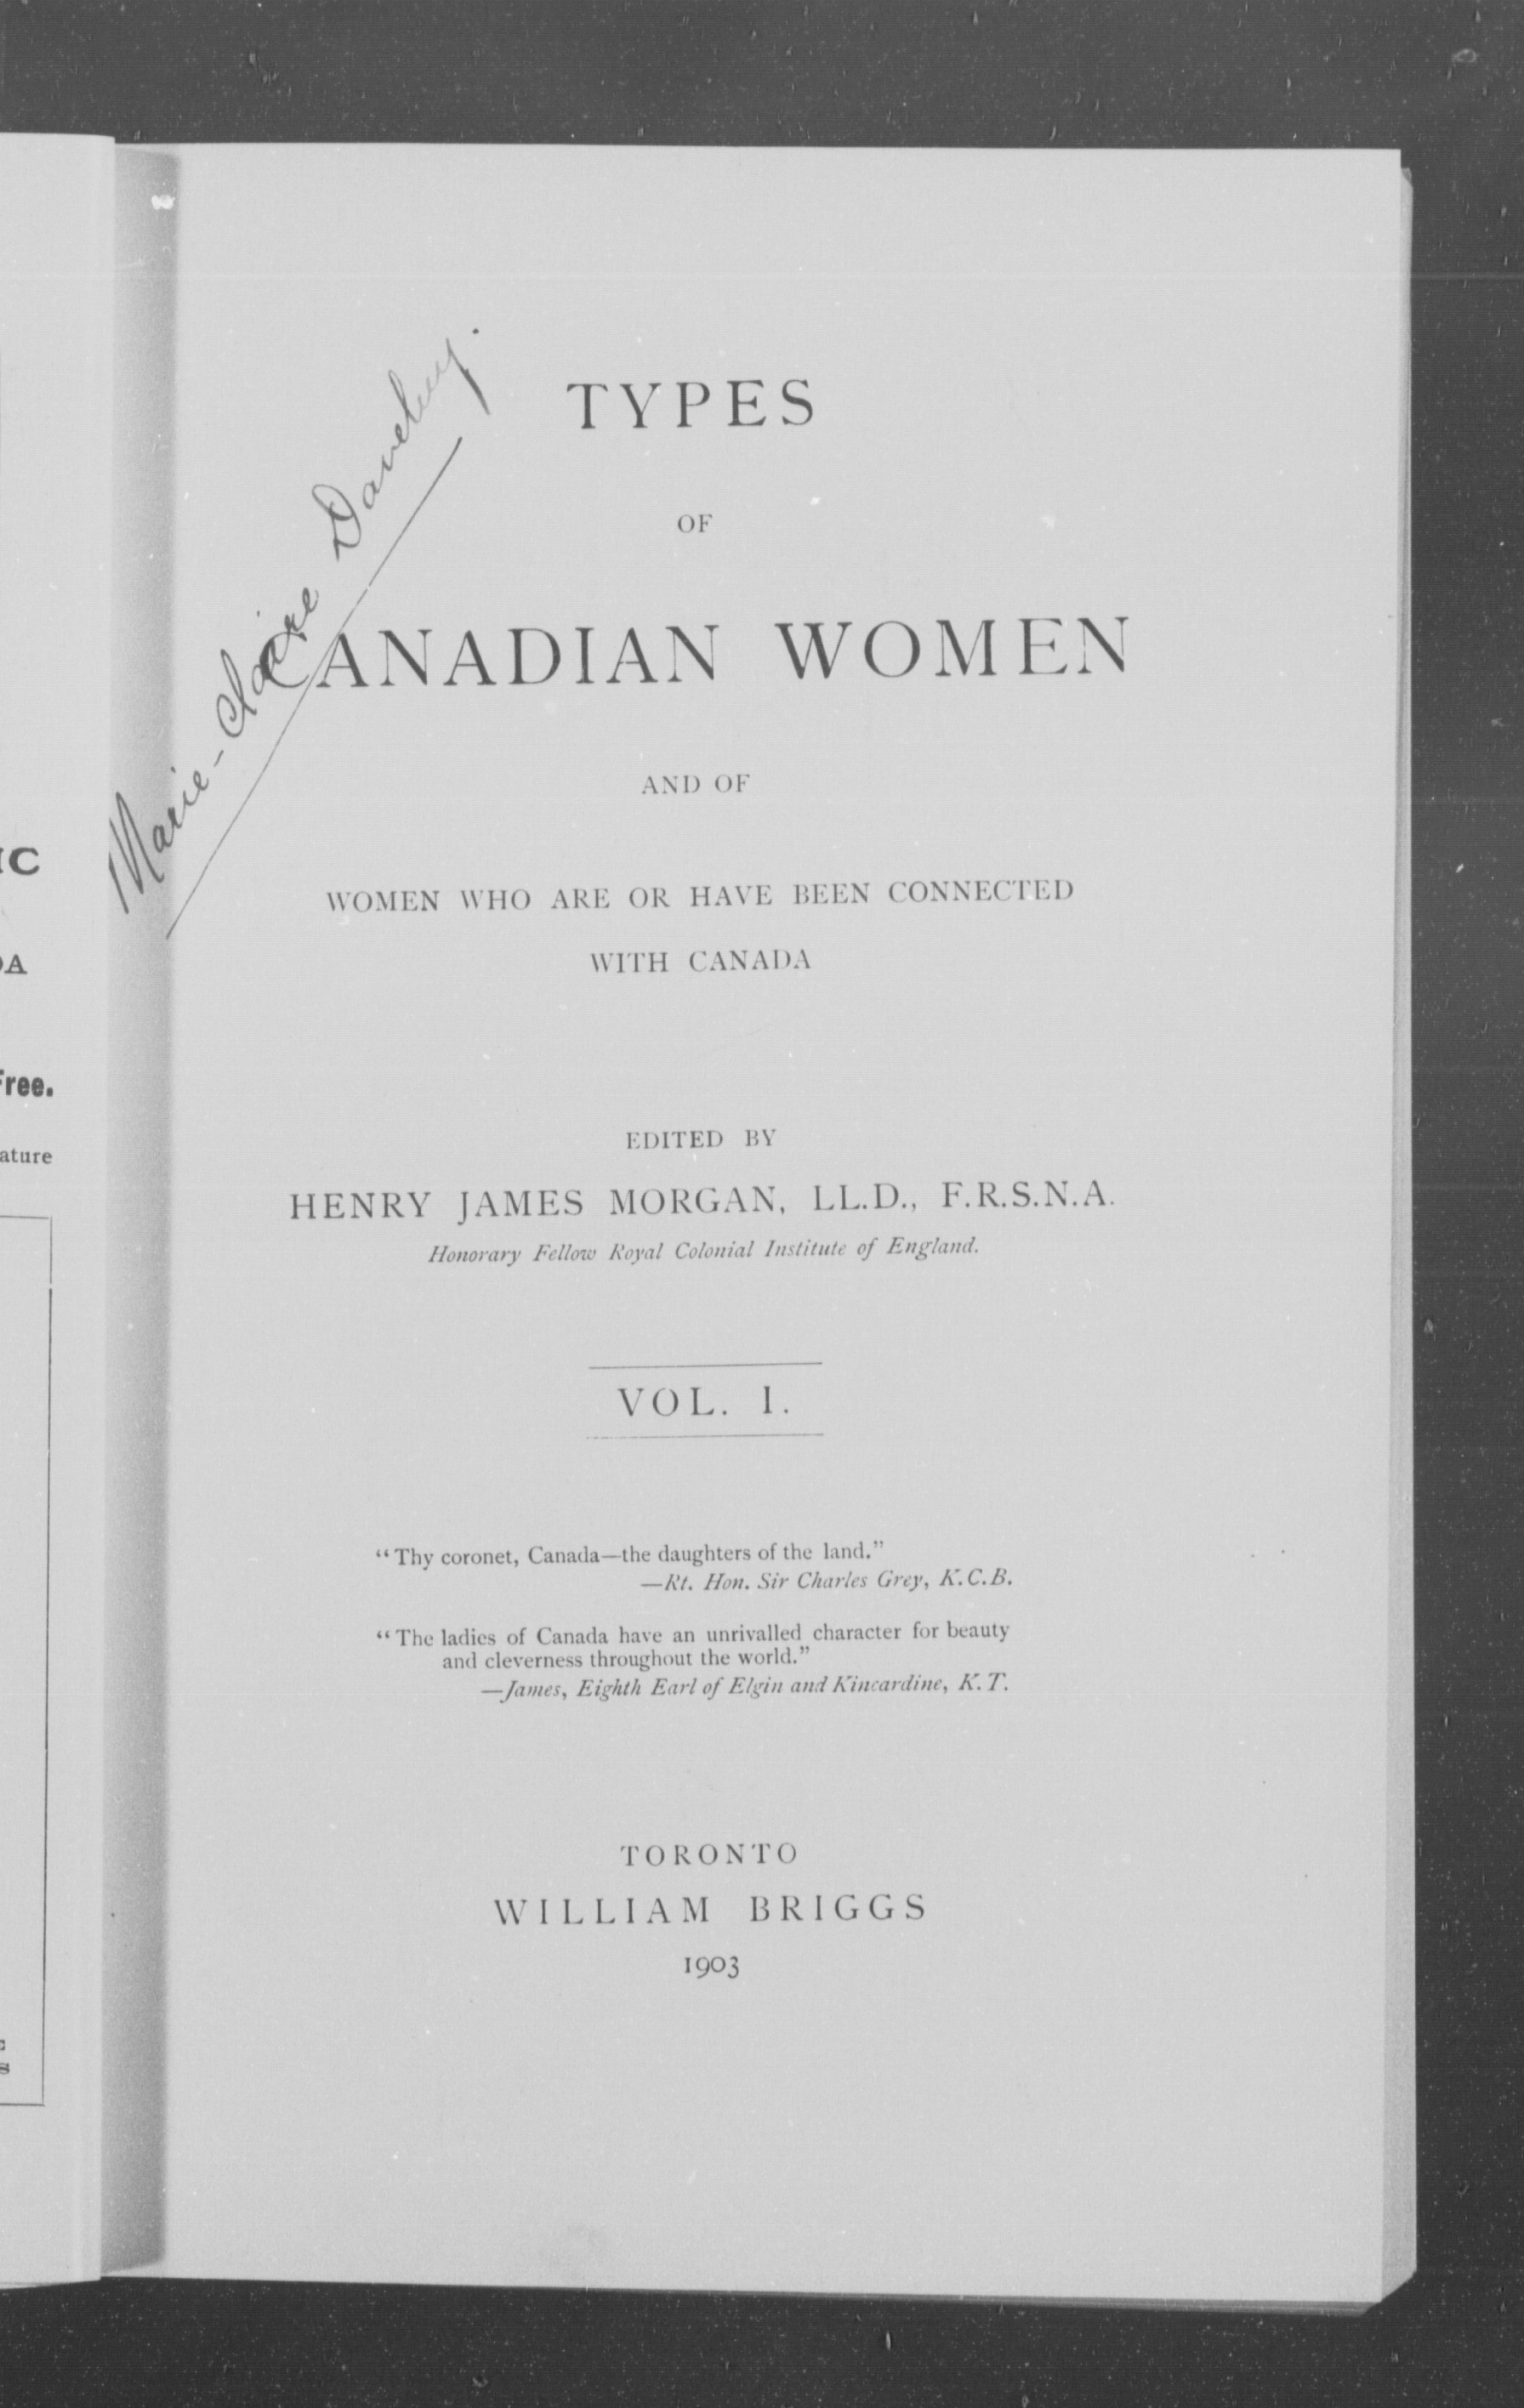 TYPES
OF
CANADIAN WOMEN
AND OF
WOMEN WHO ARE OR HAVE BEEN CONNECTED
WITH CANADA
EDITED BY
HENRY JAMES MORGAN, LL.D., F.R.S.N.A.
Honorary Fellow Royal Colonial Institute of England.
VOL. I.
“Thy coronet, Canada—the daughters of the land.”
—Rt. Hon. Sir Charles Grey, K.C.B.
“The ladies of Canada have an unrivalled character for beauty
and cleverness throughout the world.”
—James, Eighth Earl of Elgin and Kincardine, K.T.
TORONTO
WILLIAM BRIGGS
1903
Marie-Claire
Free.
ature